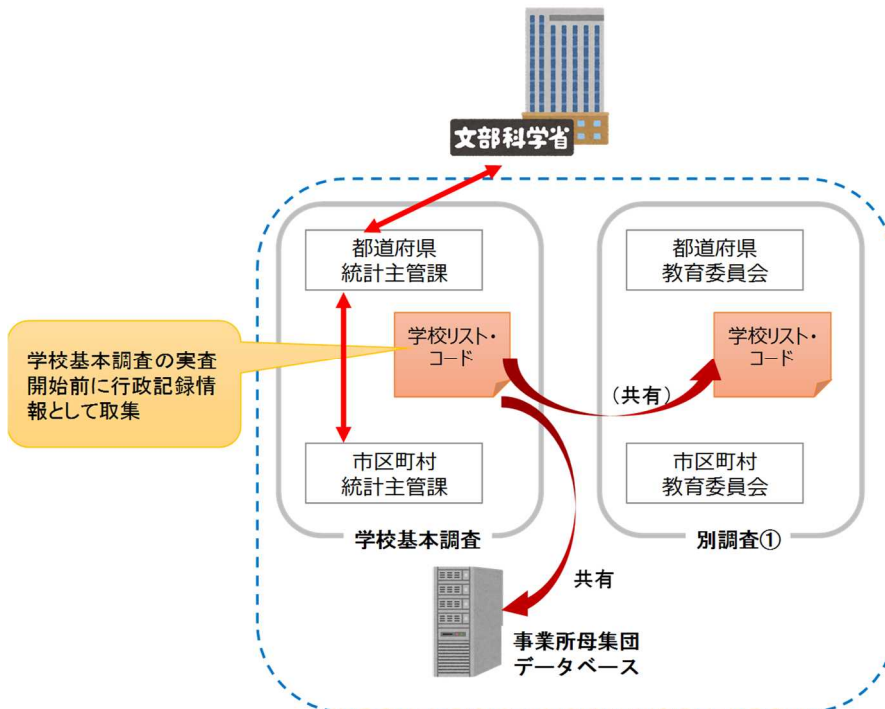 文部科学省
都道府県
統計主管課
都道府県
教育委員会
学校リスト・
コード
学校リスト・
コード
学校基本調査の実査
開始前に行政記録情
報として取集
(共有)
市区町村
統計主管課
市区町村
教育委員会
学校基本調査
別調査①
共有
事業所母集団
データベース